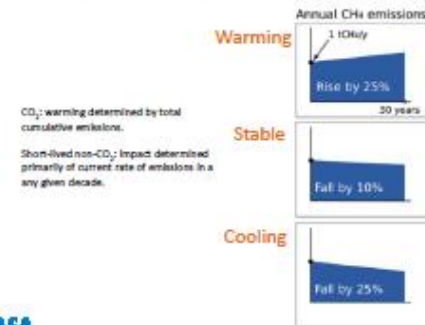 Annual CH₄ emissions
Warming
1 tCH₄/y
Rise by 25%
30 years
CO₂: warming determined by total
cumulative emissions.
Stable
Short-lived non-CO₂: Impact determined
primarily of current rate of emissions in a
any given decade.
Fall by 10%
Cooling
Fall by 25%